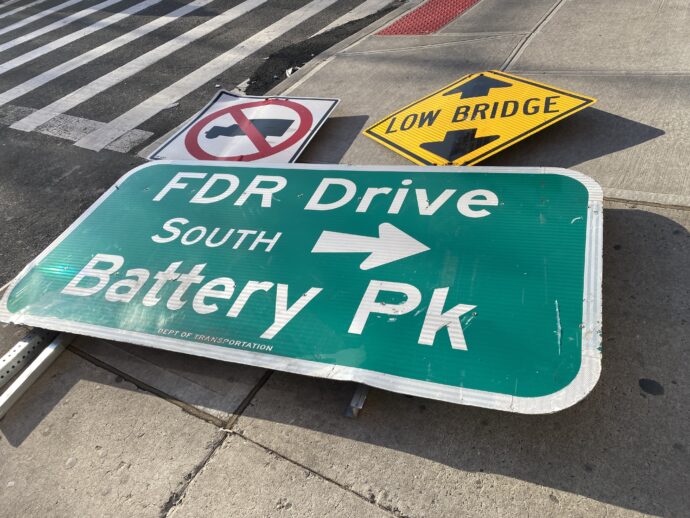 LOW BRIDGE
FDR Drive
SOUTH
Battery Pk
DEPT OF TRANSPORTATION